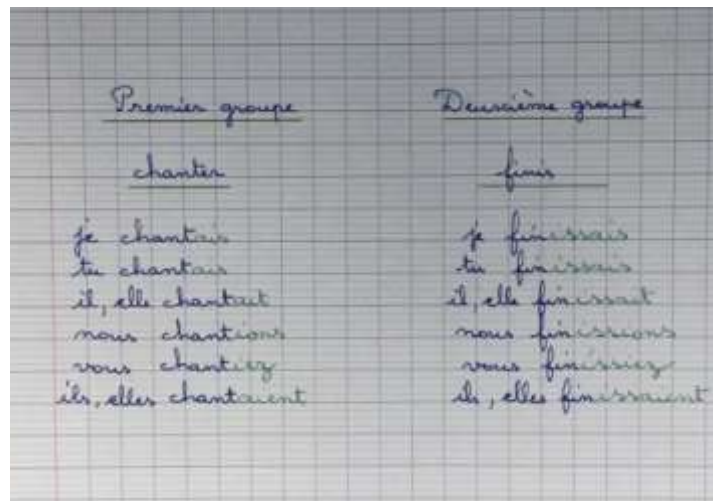 Premier groupe
chanter
je chantais
tu chantais
il, elle chantait
nous chantions
vous chantiez
ils, elles chantaient
Deuxième groupe
finir
je finissais
tu finissais
il, elle finissait
nous finissions
vous finissiez
ils, elles finissaient